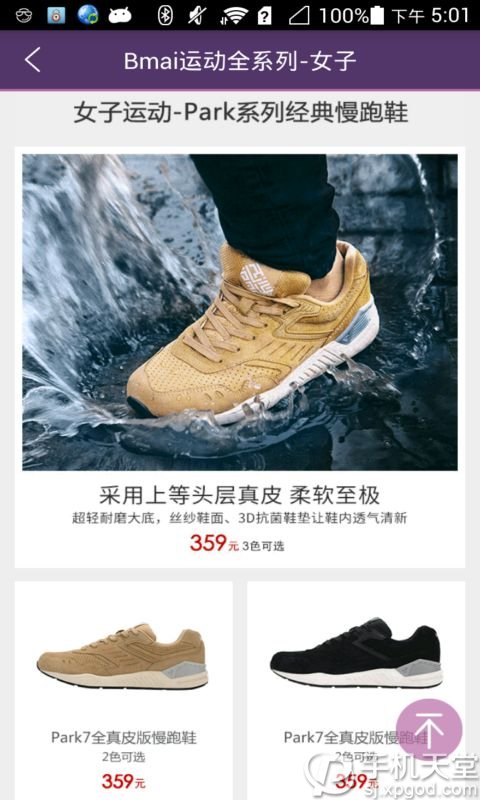 100% 下午 5:01
Bmai运动全系列-女子
女子运动-Park系列经典慢跑鞋
采用上等头层真皮 柔软至极
超轻耐磨大底，丝纱鞋面、3D抗菌鞋垫让鞋内透气清新
359元 3色可选
Park7全真皮版慢跑鞋
Park7全真皮版慢跑鞋
2色可选
2色可选
359元
359元
手机天堂
sj.xpgod.com